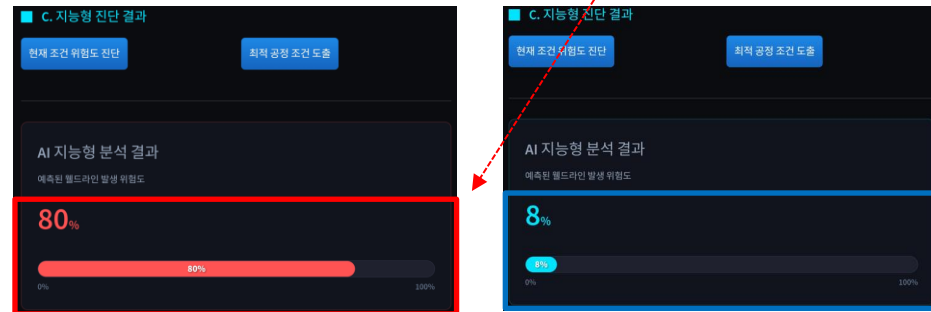 C. 지능형 진단 결과
현재 조건 위험도 진단
최적 공정 조건 도출
AI 지능형 분석 결과
예측된 웰드라인 발생 위험도
80%
80%
0%
100%
C. 지능형 진단 결과
현재 조건 위험도 진단
최적 공정 조건 도출
AI 지능형 분석 결과
예측된 웰드라인 발생 위험도
8%
8%
0%
100%